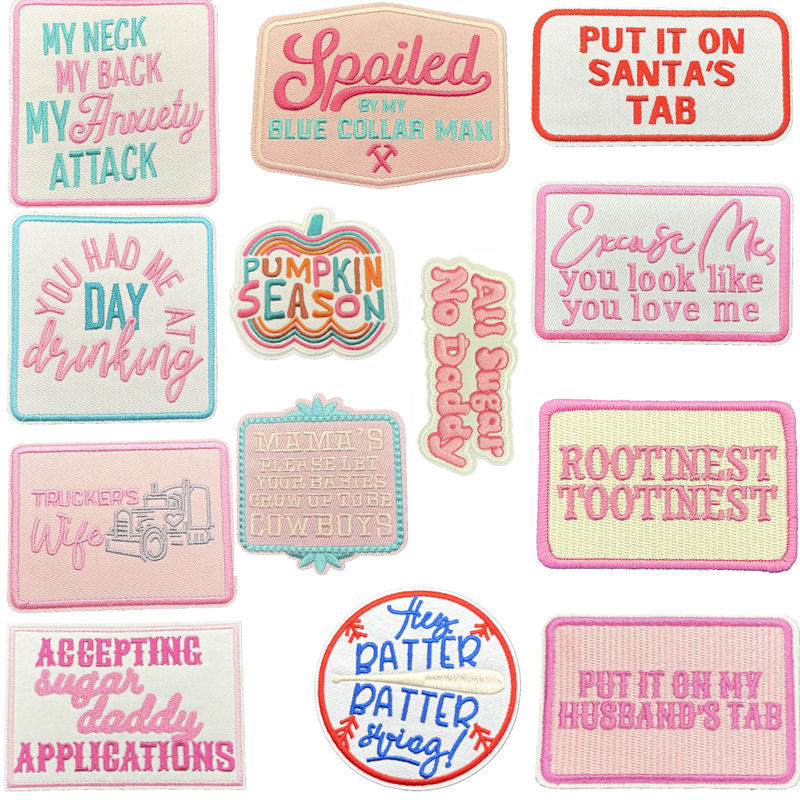 MY NECK
MY BACK
MY Anxiety
ATTACK
Spoiled
BY MY
BLUE COLLAR MAN
PUT IT ON
SANTA'S
TAB
YOU HAD ME AT
DAY
drinking
PUMPKIN
SEASON
All Sugar
No Daddy
Excuse Me,
you look like
you love me
TRUCKER'S
Wife
MAMA'S
PLEASE LET
YOUR BABIES
GROW UP TO BE
COWBOYS
ROOTINEST
TOOTINEST
ACCEPTING
sugar
daddy
APPLICATIONS
Hey
BATTER
BATTER
swing!
PUT IT ON MY
HUSBAND'S TAB